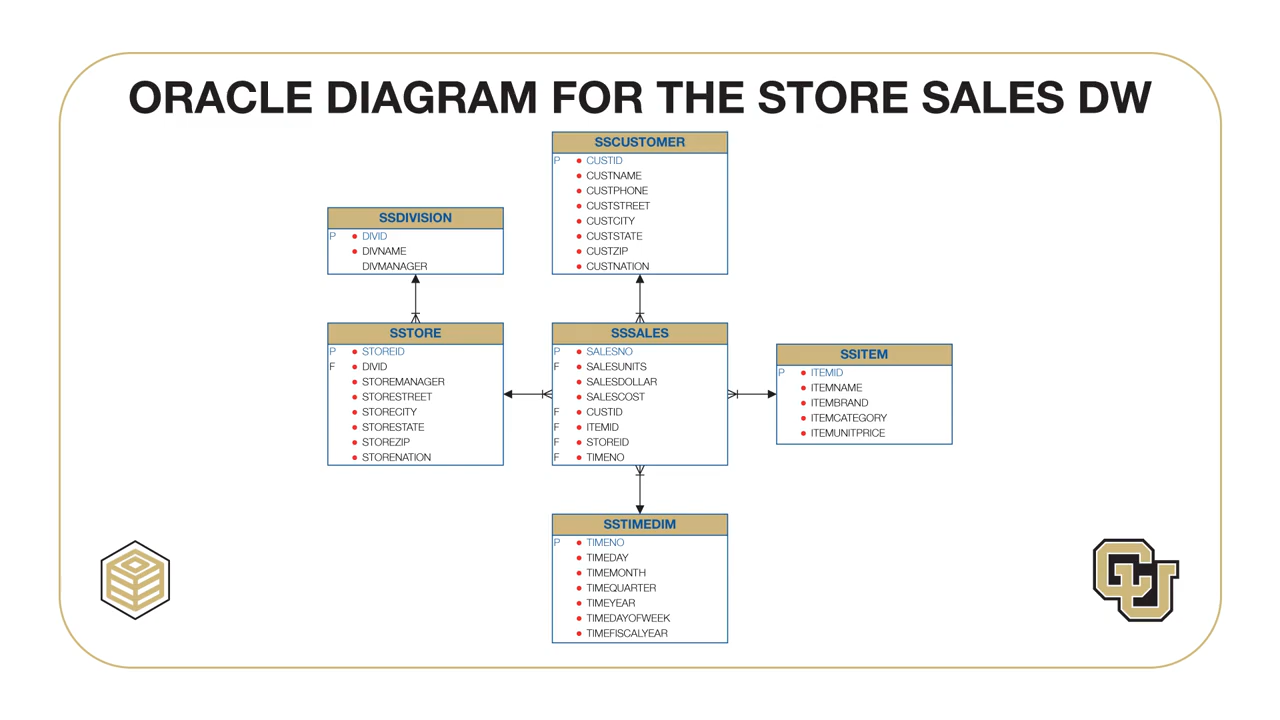 ORACLE DIAGRAM FOR THE STORE SALES DW
SSCUSTOMER
P CUSTID
CUSTNAME
CUSTPHONE
CUSTSTREET
CUSTCITY
CUSTSTATE
CUSTZIP
CUSTNATION
SSDIVISION
P DIVID
DIVNAME
DIVMANAGER
SSTORE
P STOREID
F DIVID
STOREMANAGER
STORESTREET
STORECITY
STORESTATE
STOREZIP
STORENATION
SSSALES
P SALESNO
F SALESUNITS
SALESDOLLAR
SALESCOST
F CUSTID
F ITEMID
F STOREID
F TIMENO
SSITEM
P ITEMID
ITEMNAME
ITEMBRAND
ITEMCATEGORY
ITEMUNITPRICE
SSTIMEDIM
P TIMENO
TIMEDAY
TIMEMONTH
TIMEQUARTER
TIMEYEAR
TIMEDAYOFWEEK
TIMEFISCALYEAR
CU